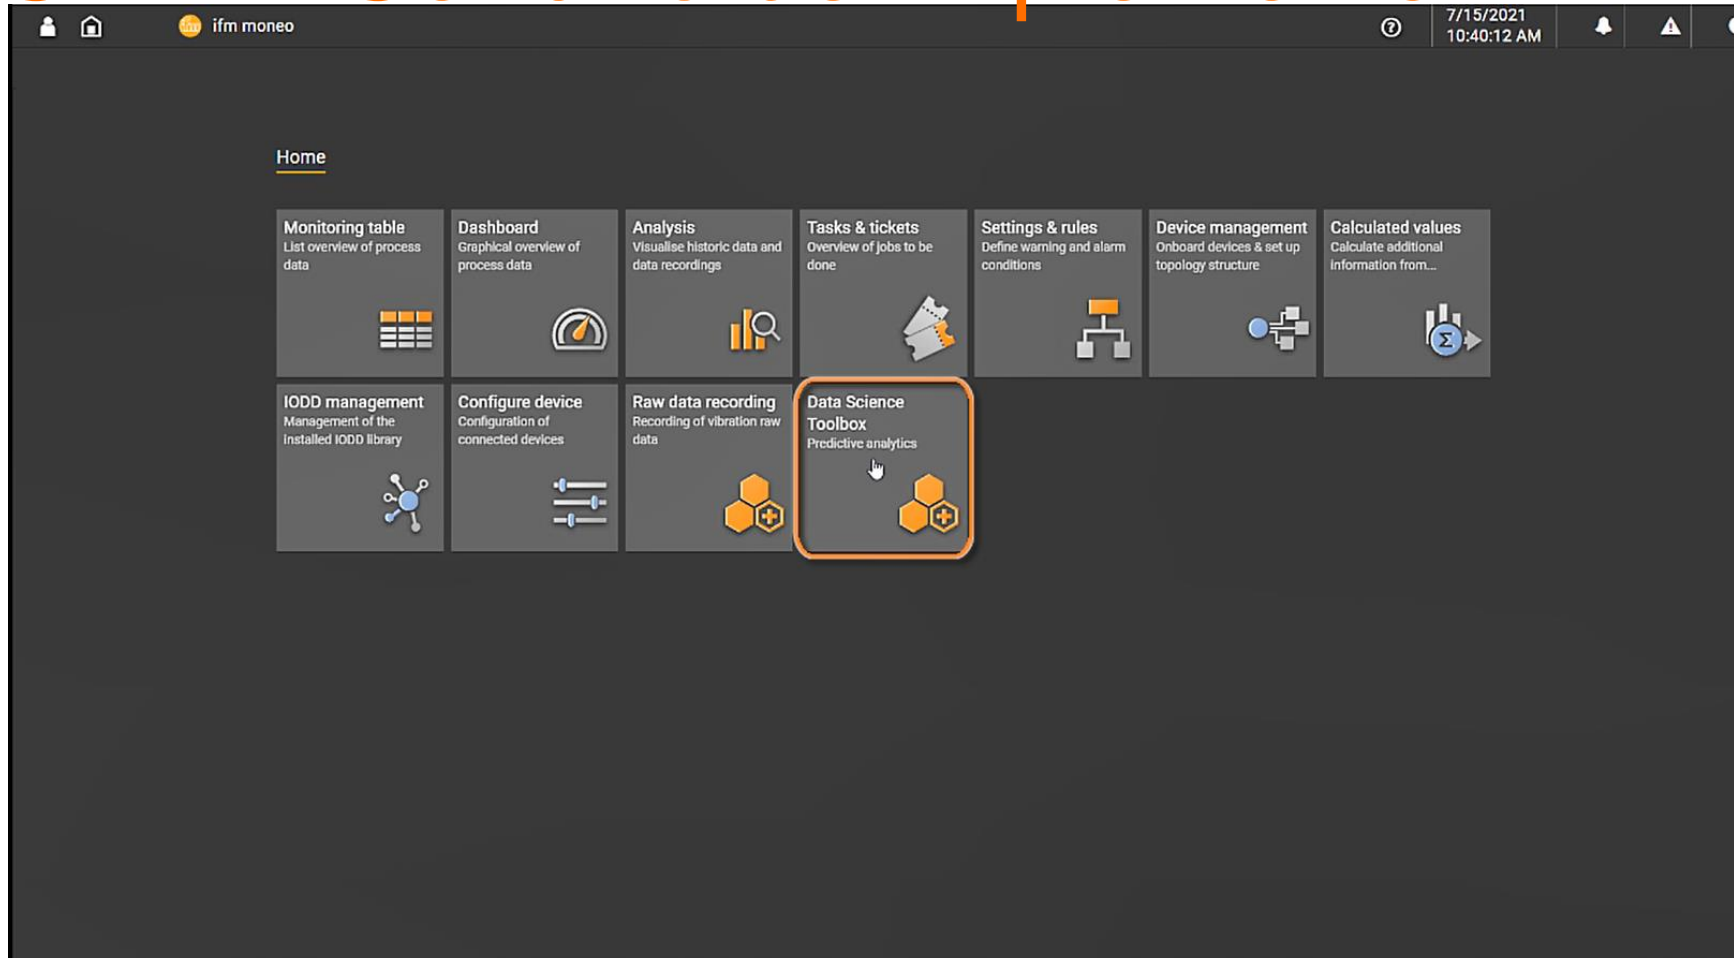 ifm moneo
7/15/2021
10:40:12 AM
Home
Monitoring table
List overview of process
data
Dashboard
Graphical overview of
process data
Analysis
Visualise historic data and
data recordings
Tasks & tickets
Overview of jobs to be
done
Settings & rules
Define warning and alarm
conditions
Device management
Onboard devices & set up
topology structure
Calculated values
Calculate additional
information from...
IODD management
Management of the
installed IODD library
Configure device
Configuration of
connected devices
Raw data recording
Recording of vibration raw
data
Data Science
Toolbox
Predictive analytics